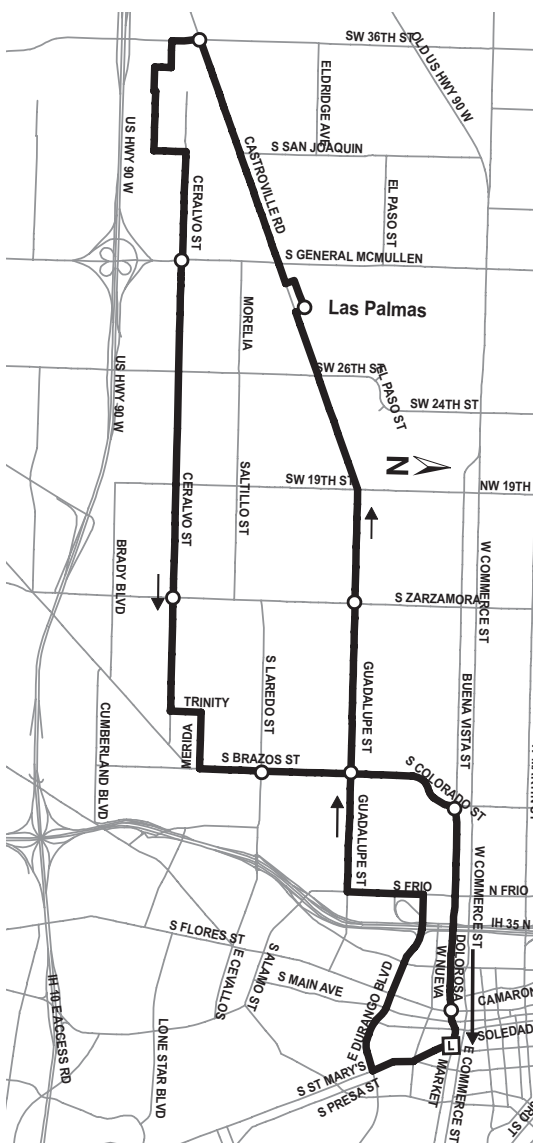 SW 36TH ST
OLD US HWY 90 W
ELDRIDGE AVE
S SAN JOAQUIN
US HWY 90 W
CASTROVILLE RD
CERALVO ST
EL PASO ST
S GENERAL MCMULLEN
MORELIA
Las Palmas
US HWY 90 W
SW 26TH ST
EL PASO ST
SW 24TH ST
N
SALTILLO ST
SW 19TH ST
NW 19TH
CERALVO ST
BRADY BLVD
W COMMERCE ST
S ZARZAMORA
S LAREDO ST
GUADALUPE ST
BUENA VISTA ST
TRINITY
CUMBERLAND BLVD
MERIDA
S BRAZOS ST
S COLORADO ST
GUADALUPE ST
W COMMERCE ST
S FRIO
N FRIO
IH 35 N
S FLORES ST
E CEVALLOS
S ALAMO ST
S MAIN AVE
E DURANGO BLVD
W NUEVA
DOLOROSA
CAMARON
SOLEDAD
IH 10 E ACCESS RD
LONE STAR BLVD
L
S ST MARY'S
S PRESA ST
MARKET
E COMMERCE ST
3RD ST